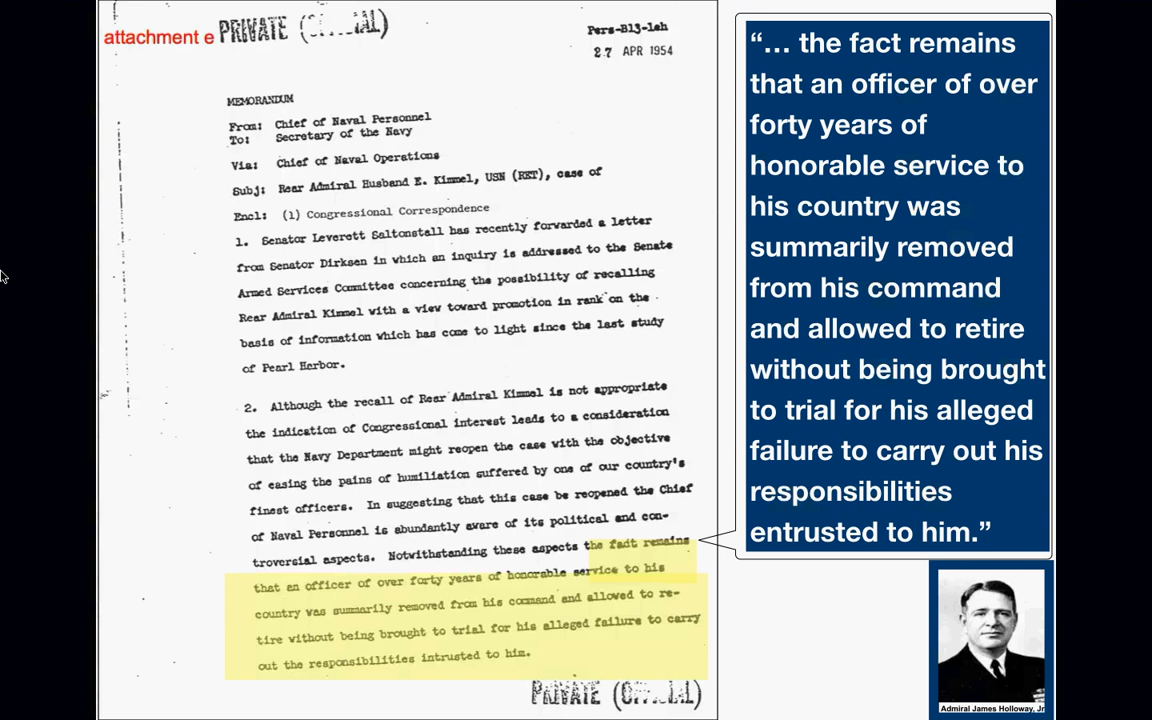 attachment e
PRIVATE (OFFICIAL)
Pers-B13-leh
27 APR 1954
MEMORANDUM
From: Chief of Naval Personnel
To: Secretary of the Navy
Via: Chief of Naval Operations
Subj: Rear Admiral Husband E. Kimmel, USN (RET), case of
Encl: (1) Congressional Correspondence
1. Senator Leverett Saltonstall has recently forwarded a letter
from Senator Dirksen in which an inquiry is addressed to the Senate
Armed Services Committee concerning the possibility of recalling
Rear Admiral Kimmel with a view toward promotion in rank on the
basis of information which has come to light since the last study
of Pearl Harbor.
2. Although the recall of Rear Admiral Kimmel is not appropriate
the indication of Congressional interest leads to a consideration
that the Navy Department might reopen the case with the objective
of easing the pains of humiliation suffered by one of our country's
finest officers. In suggesting that this case be reopened the Chief
of Naval Personnel is abundantly aware of its political and con-
troversial aspects. Notwithstanding these aspects the fact remains
that an officer of over forty years of honorable service to his
country was summarily removed from his command and allowed to re-
tire without being brought to trial for his alleged failure to carry
out the responsibilities intrusted to him.
PRIVATE (OFFICIAL)
“… the fact remains
that an officer of over
forty years of
honorable service to
his country was
summarily removed
from his command
and allowed to retire
without being brought
to trial for his alleged
failure to carry out his
responsibilities
entrusted to him.”
Admiral James Holloway, Jr